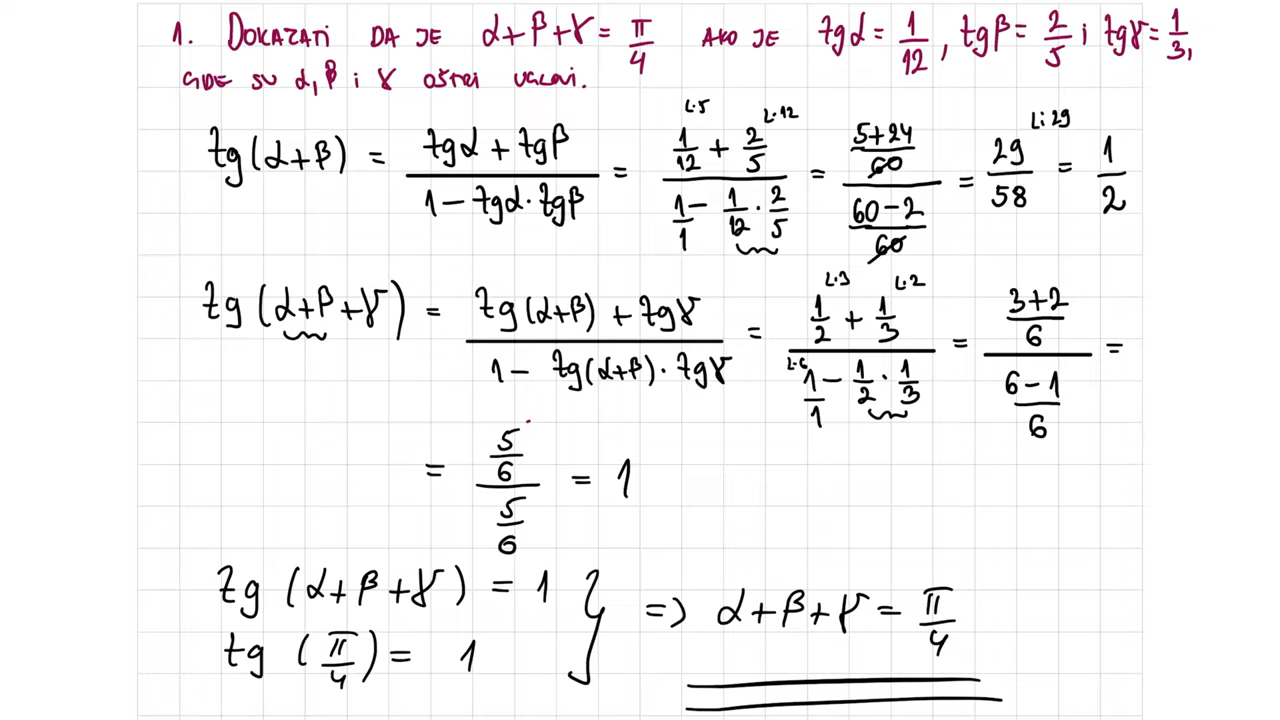 1. DOKAZATI DA JE α+β+γ = π/4 AKO JE tgα = 1/12, tgβ = 2/5 i tgγ = 1/3,
GDE SU α, β i γ OŠTRI UGLOVI.
tg(α+β) = (tgα + tgβ)/(1 - tgα · tgβ) = (1/12 + 2/5)/(1/1 - 1/12 · 2/5) = ((5+24)/60)/((60-2)/60) = 29/58 = 1/2
tg(α+β+γ) = (tg(α+β) + tgγ)/(1 - tg(α+β) · tgγ) = (1/2 + 1/3)/(1/1 - 1/2 · 1/3) = ((3+2)/6)/((6-1)/6) =
= (5/6)/(5/6) = 1
tg(α+β+γ) = 1
tg(π/4) = 1 } => α+β+γ = π/4